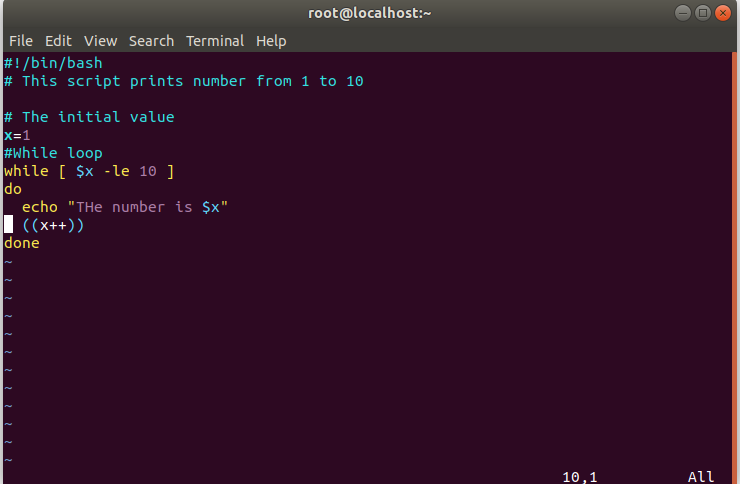 root@localhost:~
File Edit View Search Terminal Help
#!/bin/bash
# This script prints number from 1 to 10

# The initial value
x=1
#While loop
while [ $x -le 10 ]
do
  echo "THe number is $x"
  ((x++))
done
~
~
~
~
~
~
~
~
~
~
~
~
10,1 All